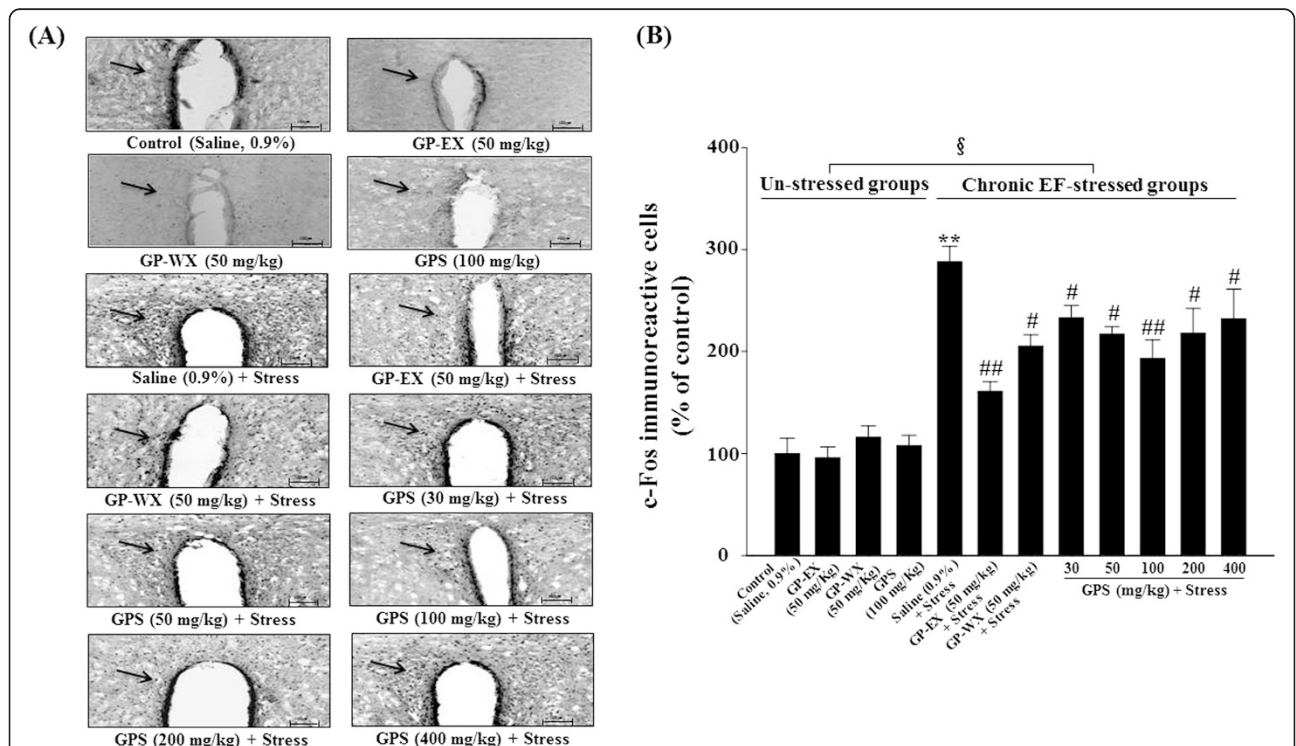 (A)
Control (Saline, 0.9%)
GP-EX (50 mg/kg)
GP-WX (50 mg/kg)
GPS (100 mg/kg)
Saline (0.9%) + Stress
GP-EX (50 mg/kg) + Stress
GP-WX (50 mg/kg) + Stress
GPS (30 mg/kg) + Stress
GPS (50 mg/kg) + Stress
GPS (100 mg/kg) + Stress
GPS (200 mg/kg) + Stress
GPS (400 mg/kg) + Stress
(B)
c-Fos immunoreactive cells
(% of control)
400
300
200
100
0
§
Un-stressed groups
Chronic EF-stressed groups
**
##
#
#
#
##
#
#
Control
(Saline, 0.9%)
GP-EX
(50 mg/Kg)
GP-WX
(50 mg/Kg)
GPS
(100 mg/Kg)
Saline (0.9%)
+ Stress
GP-EX (50 mg/kg)
+ Stress
GP-WX (50 mg/kg)
+ Stress
30
50
100
200
400
GPS (mg/kg) + Stress